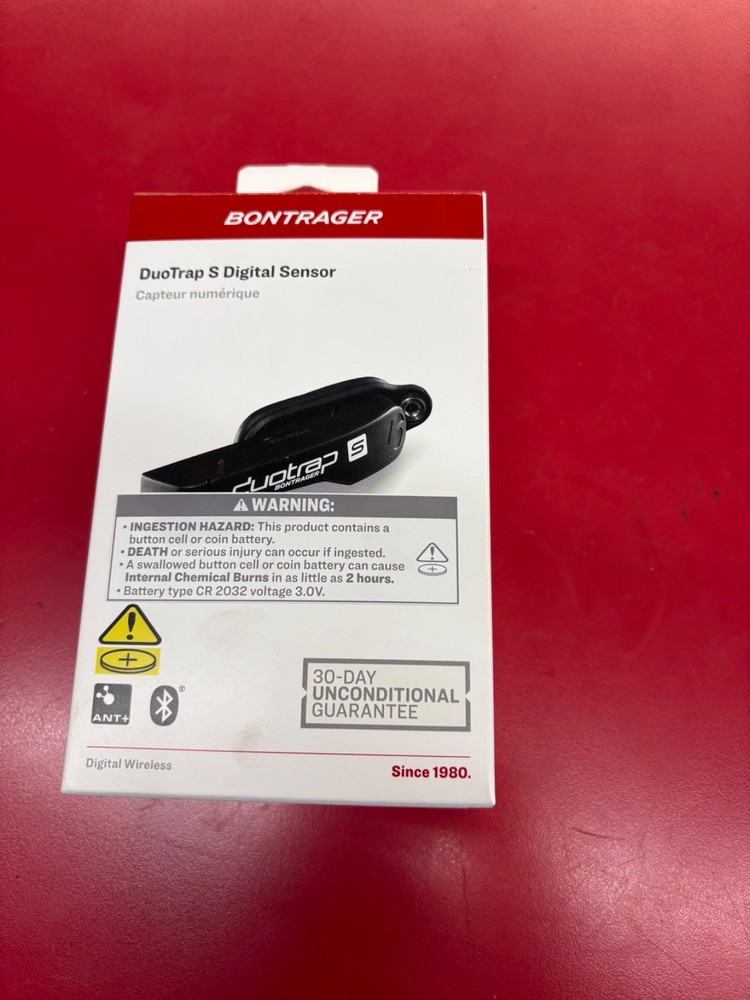 BONTRAGER
DuoTrap S Digital Sensor
Capteur numérique
duotrap S
BONTRAGER
WARNING:
• INGESTION HAZARD: This product contains a
button cell or coin battery.
• DEATH or serious injury can occur if ingested.
• A swallowed button cell or coin battery can cause
Internal Chemical Burns in as little as 2 hours.
• Battery type CR 2032 voltage 3.0V.
ANT+
®
30-DAY
UNCONDITIONAL
GUARANTEE
Digital Wireless
Since 1980.